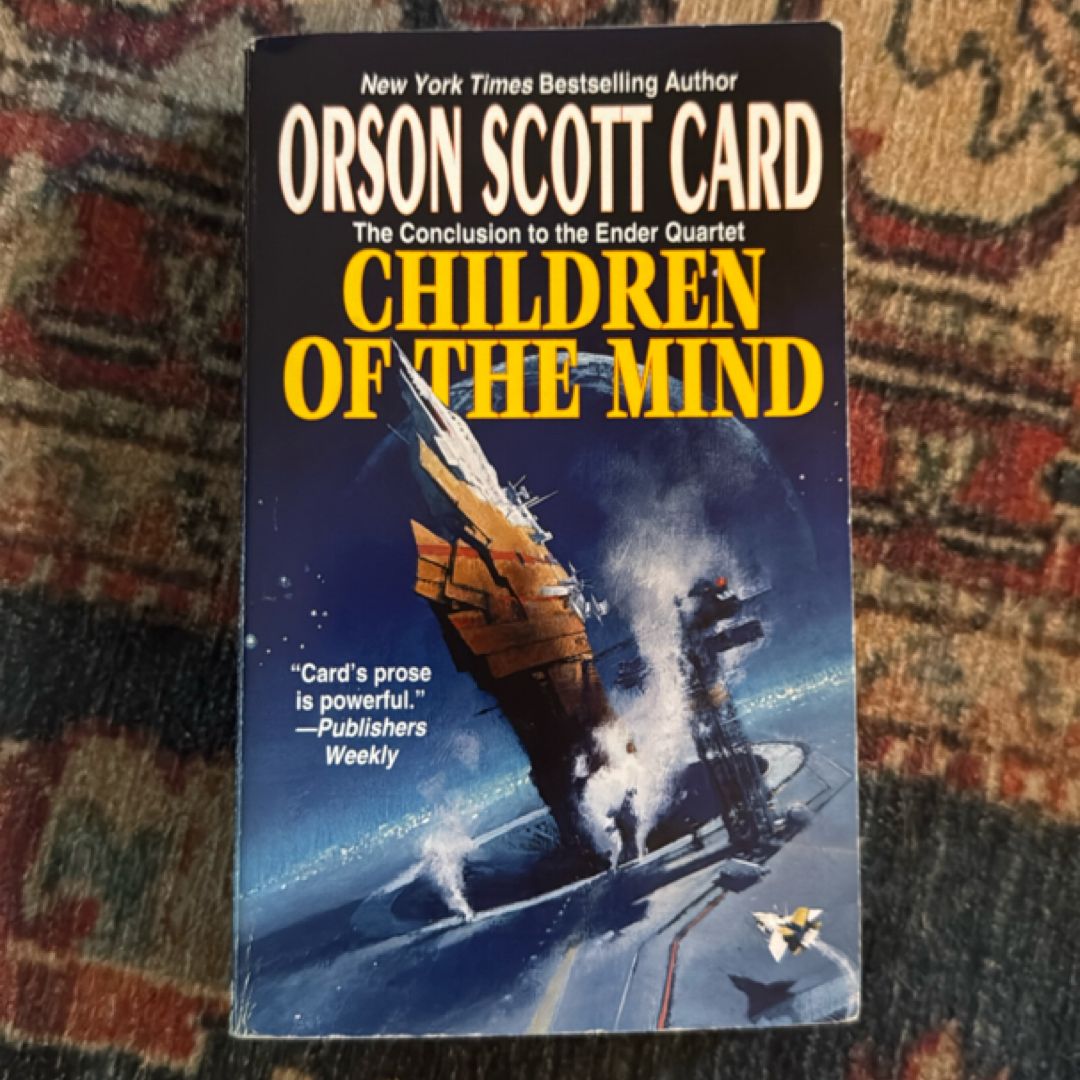 New York Times Bestselling Author
ORSON SCOTT CARD
The Conclusion to the Ender Quartet
CHILDREN
OF THE MIND
“Card’s prose
is powerful.”
—Publishers
Weekly